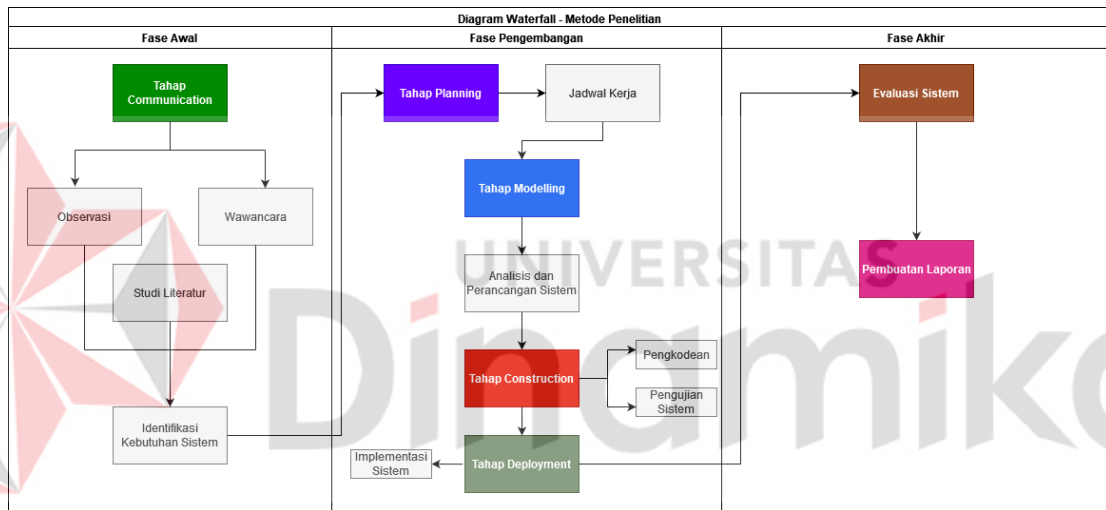 Diagram Waterfall - Metode Penelitian
Fase Awal
Fase Pengembangan
Fase Akhir
Tahap
Communication
Observasi
Wawancara
Studi Literatur
Identifikasi
Kebutuhan Sistem
Tahap Planning
Jadwal Kerja
Tahap Modelling
Analisis dan
Perancangan Sistem
Tahap Construction
Pengkodean
Pengujian
Sistem
Tahap Deployment
Implementasi
Sistem
Evaluasi Sistem
Pembuatan Laporan
UNIVERSITAS
Dinamika